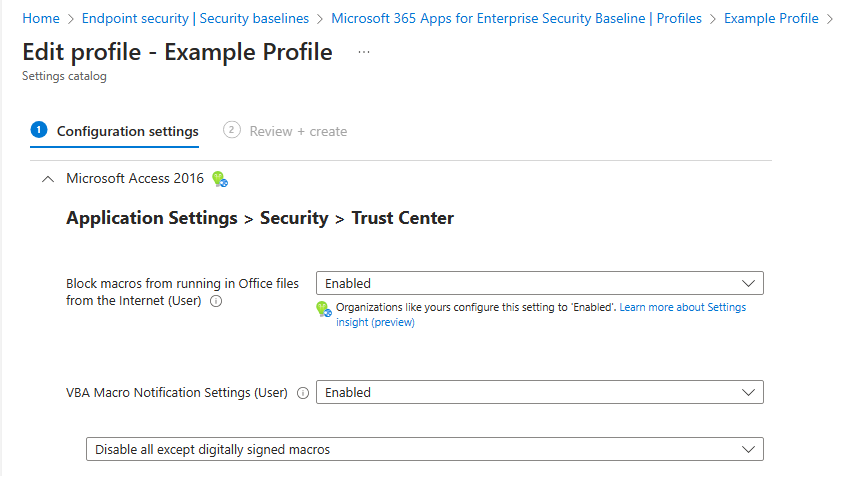 Home > Endpoint security | Security baselines > Microsoft 365 Apps for Enterprise Security Baseline | Profiles > Example Profile >
Edit profile - Example Profile ...
Settings catalog
1 Configuration settings 2 Review + create
Microsoft Access 2016
Application Settings > Security > Trust Center
Block macros from running in Office files
from the Internet (User)
Enabled
Organizations like yours configure this setting to 'Enabled'. Learn more about Settings
insight (preview)
VBA Macro Notification Settings (User)
Enabled
Disable all except digitally signed macros